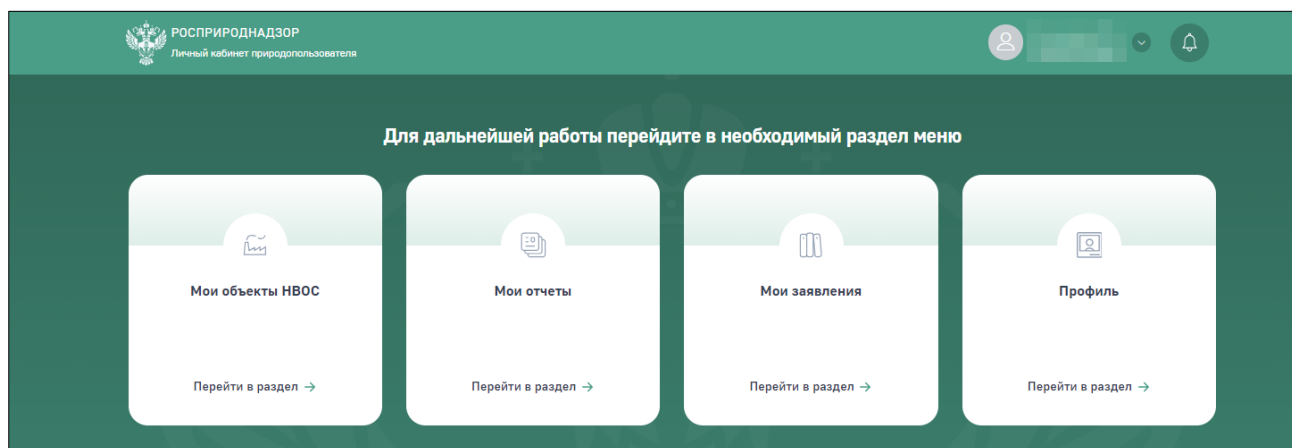 РОСПРИРОДНАДЗОР
Личный кабинет природопользователя
Для дальнейшей работы перейдите в необходимый раздел меню
Мои объекты НВОС
Мои отчеты
Мои заявления
Профиль
Перейти в раздел →
Перейти в раздел →
Перейти в раздел →
Перейти в раздел →